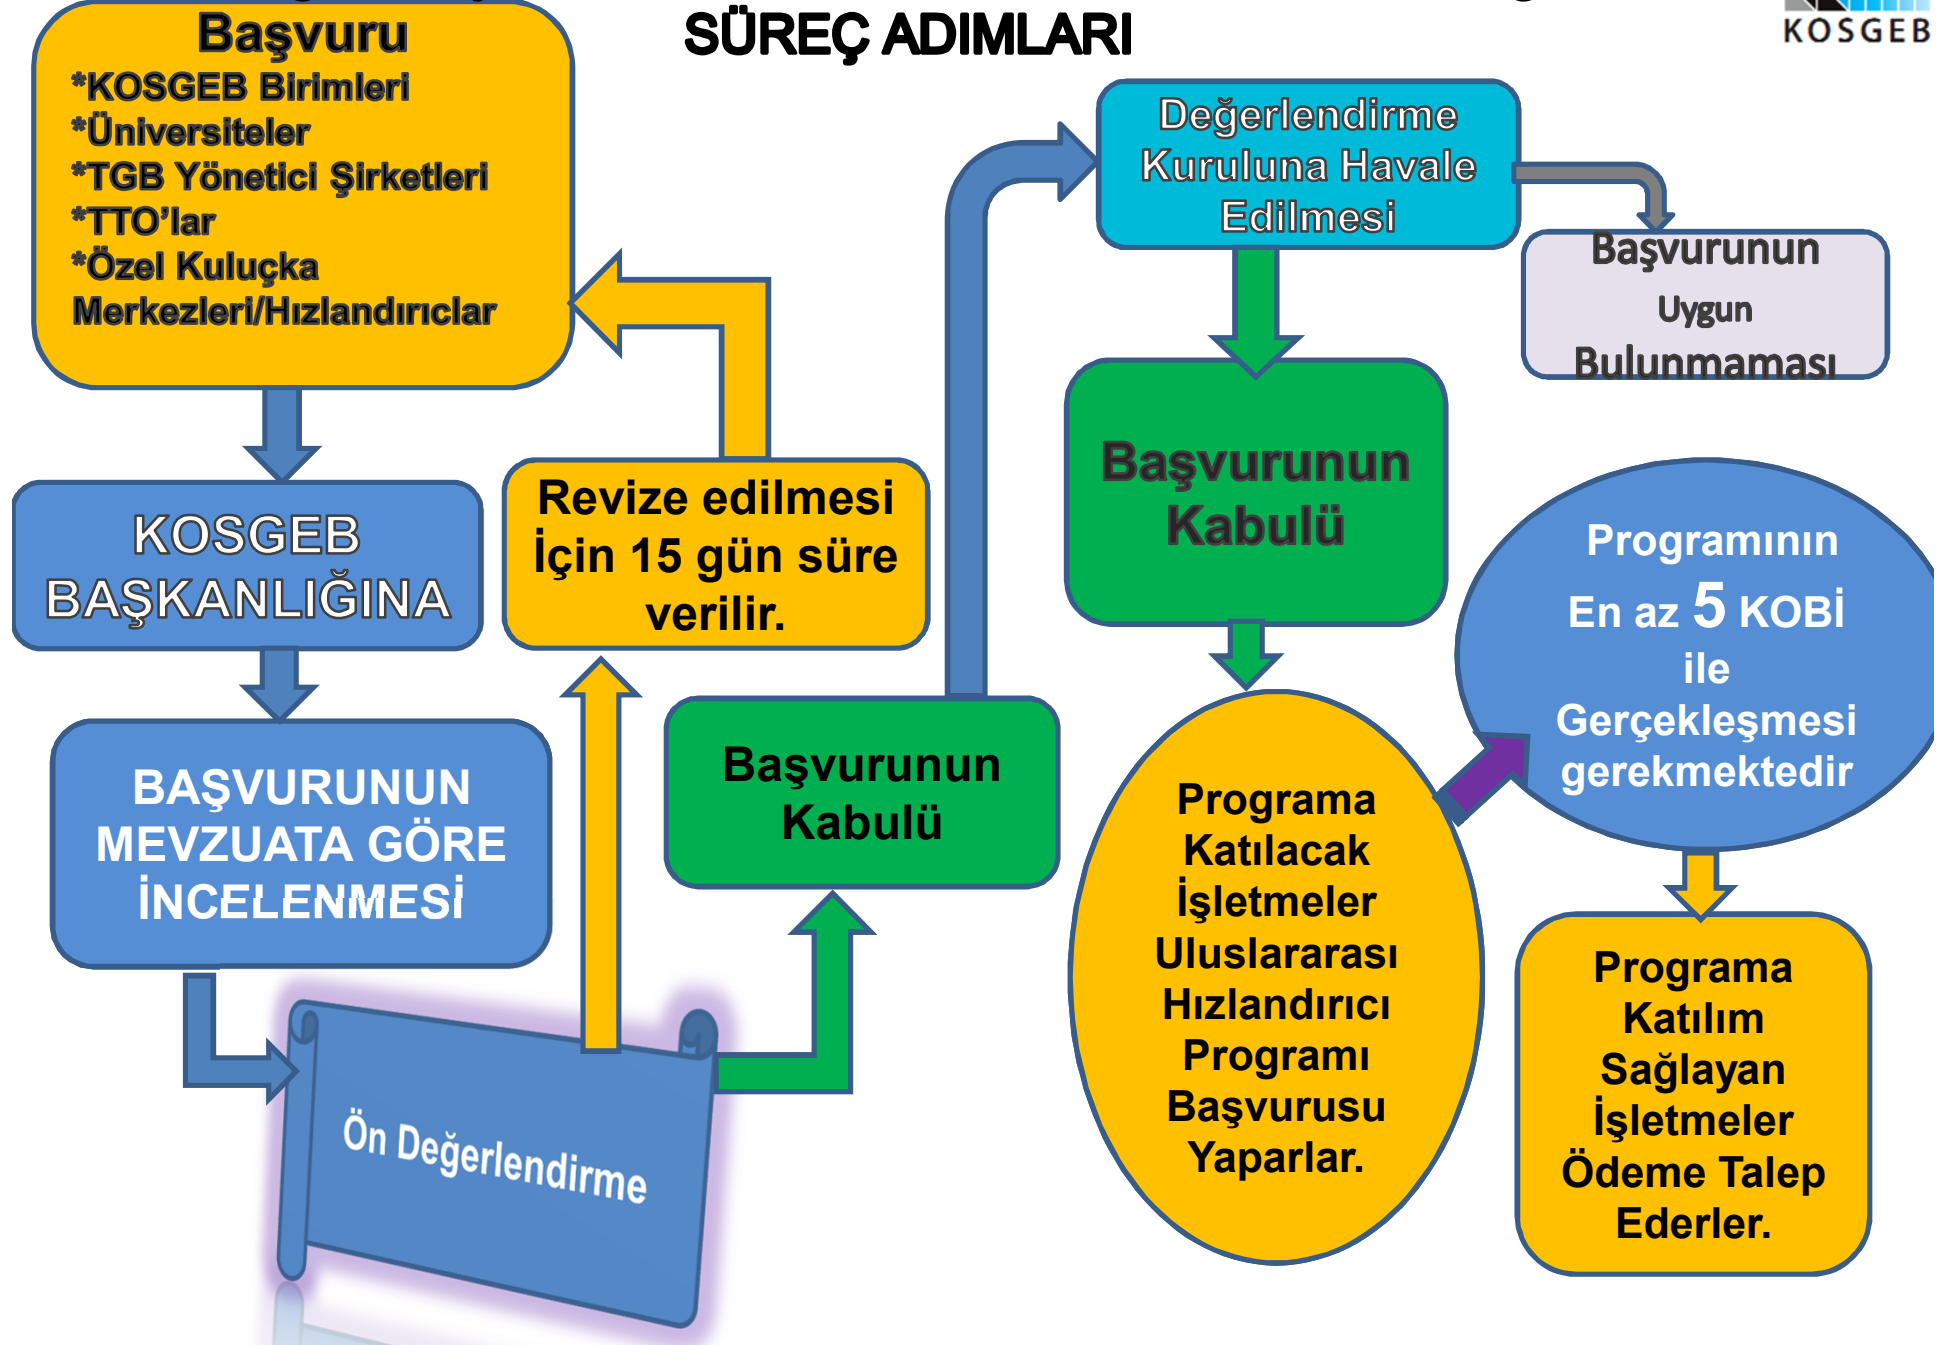 SÜREÇ ADIMLARI
KOSGEB
Başvuru
*KOSGEB Birimleri
*Üniversiteler
*TGB Yönetici Şirketleri
*TTO’lar
*Özel Kuluçka
Merkezleri/Hızlandırıclar
KOSGEB
BAŞKANLIĞINA
BAŞVURUNUN
MEVZUATA GÖRE
İNCELENMESİ
Ön Değerlendirme
Revize edilmesi
İçin 15 gün süre
verilir.
Başvurunun
Kabulü
Değerlendirme
Kuruluna Havale
Edilmesi
Başvurunun
Uygun
Bulunmaması
Başvurunun
Kabulü
Programa
Katılacak
İşletmeler
Uluslararası
Hızlandırıcı
Programı
Başvurusu
Yaparlar.
Programının
En az 5 KOBİ
ile
Gerçekleşmesi
gerekmektedir
Programa
Katılım
Sağlayan
İşletmeler
Ödeme Talep
Ederler.